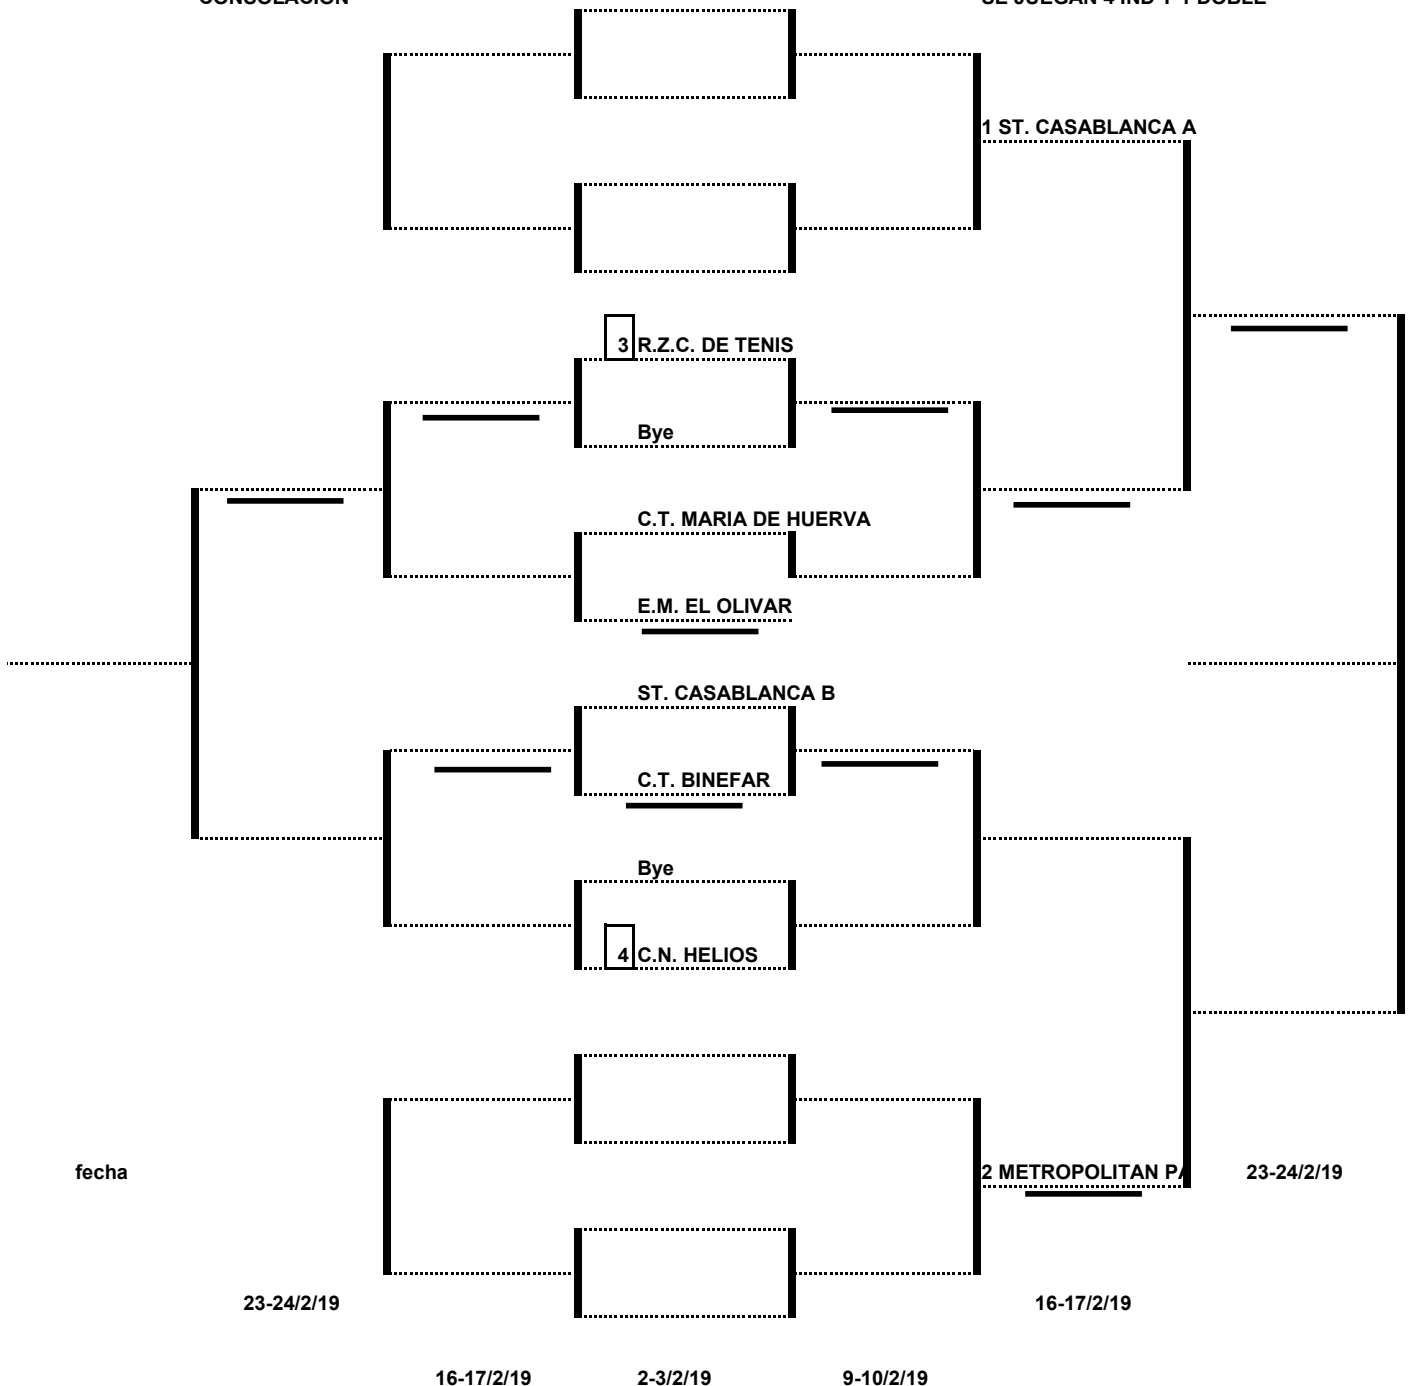 1 ST. CASABLANCA A
3 R.Z.C. DE TENIS
Bye
C.T. MARIA DE HUERVA
E.M. EL OLIVAR
ST. CASABLANCA B
C.T. BINEFAR
Bye
4 C.N. HELIOS
fecha
2 METROPOLITAN PA
23-24/2/19
23-24/2/19
16-17/2/19
16-17/2/19
2-3/2/19
9-10/2/19